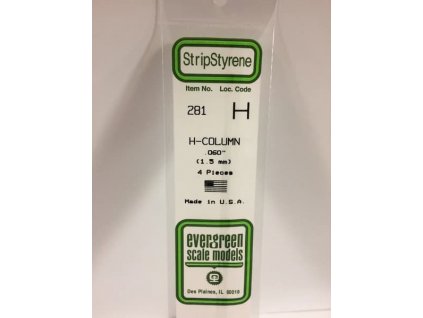 StripStyrene
Item No. Loc. Code
281 H
H-COLUMN
.060"
(1.5 mm)
4 Pieces
Made in U.S.A.
evergreen
scale models
Des Plaines, IL 60018